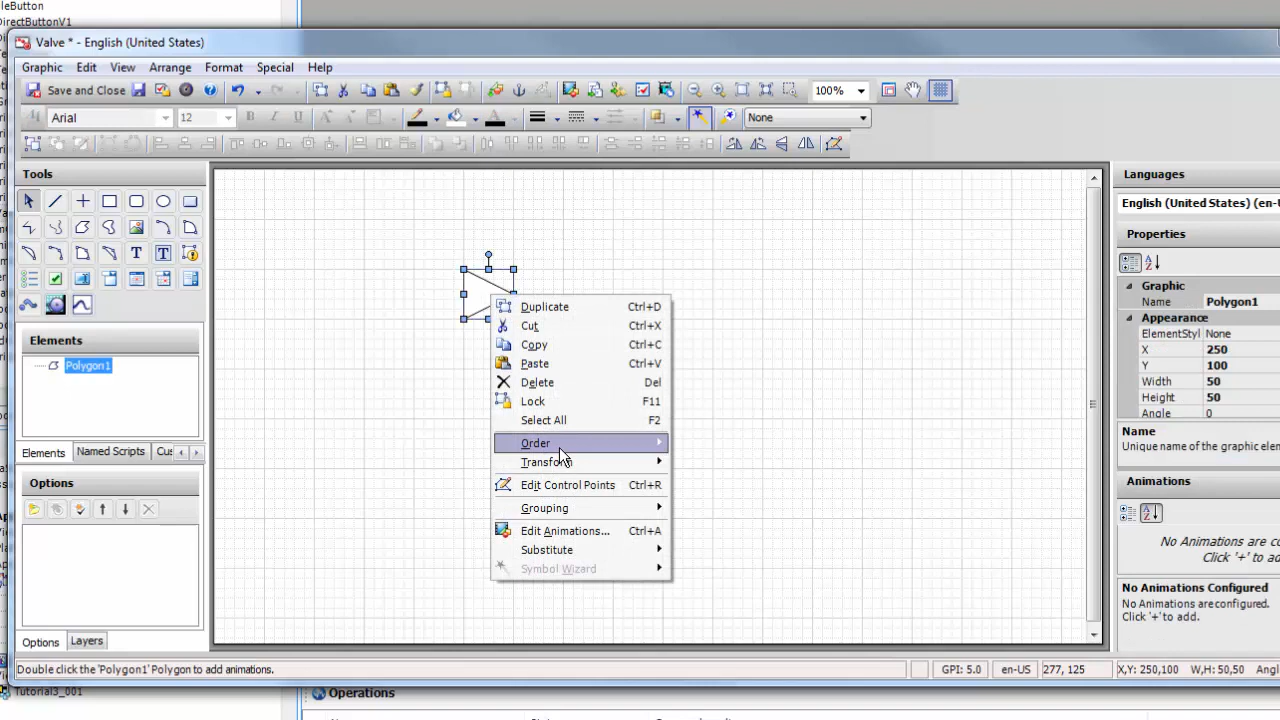 leButton
DirectButtonV1
Valve * - English (United States)
Graphic Edit View Arrange Format Special Help
Save and Close 100%
Arial 12 None
Tools
Languages
English (United States) (en-U
Properties
Graphic
Name Polygon1
Appearance
ElementStyl None
X 250
Y 100
Width 50
Height 50
Angle 0
Name
Unique name of the graphic elem
Animations
No Animations are co
Click '+' to
No Animations Configured
No Animations are configured.
Click '+' to add.
Duplicate Ctrl+D
Cut Ctrl+X
Copy Ctrl+C
Paste Ctrl+V
Delete Del
Lock F11
Select All F2
Order
Transform
Edit Control Points Ctrl+R
Grouping
Edit Animations... Ctrl+A
Substitute
Symbol Wizard
Elements
Polygon1
Elements Named Scripts Cus
Options
Options Layers
Double click the 'Polygon1' Polygon to add animations.
GPI: 5.0 en-US 277, 125 X,Y: 250,100 W,H: 50,50 Angl
Tutorial3_001
Operations